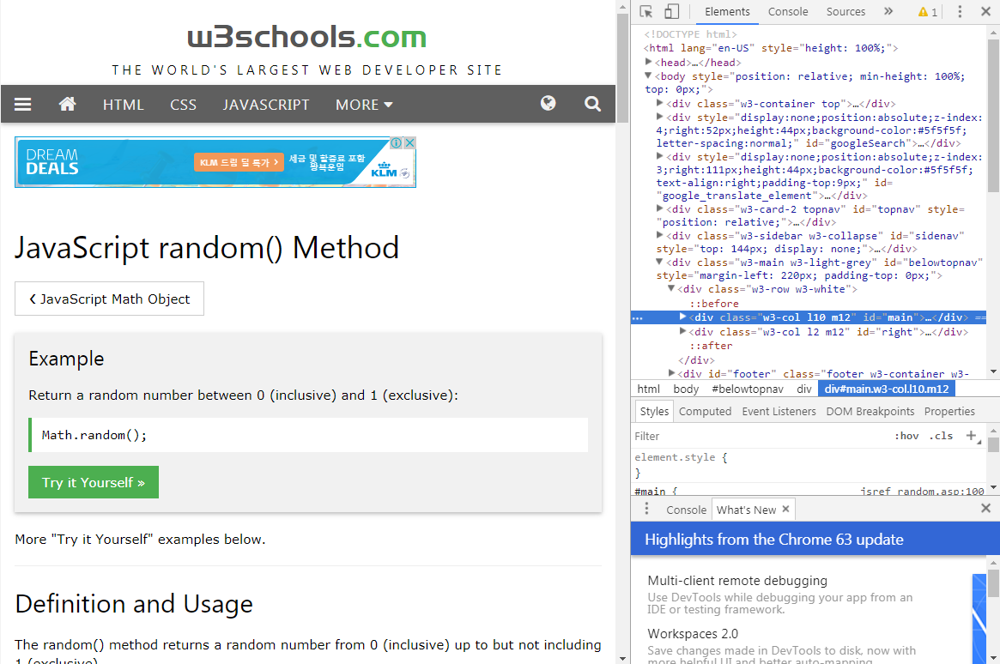 w3schools.com
THE WORLD'S LARGEST WEB DEVELOPER SITE
HTML CSS JAVASCRIPT MORE
DREAM
DEALS
KLM 드림 딜 특가 >
세금 및 할증료 포함
왕복운임
KLM
JavaScript random() Method
❮ JavaScript Math Object
Example
Return a random number between 0 (inclusive) and 1 (exclusive):
Math.random();
Try it Yourself »
More "Try it Yourself" examples below.
Definition and Usage
The random() method returns a random number from 0 (inclusive) up to but not including
1 (exclusive).
Elements Console Sources » 1
<!DOCTYPE html>
<html lang="en-US" style="height: 100%;">
<head>…</head>
<body style="position: relative; min-height: 100%;
top: 0px;">
<div class="w3-container top">…</div>
<div style="display:none;position:absolute;z-index:
4;right:52px;height:44px;background-color:#5f5f5f;
letter-spacing:normal;" id="googleSearch">…</div>
<div style="display:none;position:absolute;z-index:
3;right:111px;height:44px;background-color:#5f5f5f;
text-align:right;padding-top:9px;" id=
"google_translate_element">…</div>
<div class="w3-card-2 topnav" id="topnav" style=
"position: relative;">…</div>
<div class="w3-sidebar w3-collapse" id="sidenav"
style="top: 144px; display: none;">…</div>
<div class="w3-main w3-light-grey" id="belowtopnav"
style="margin-left: 220px; padding-top: 0px;">
<div class="w3-row w3-white">
::before
<div class="w3-col l10 m12" id="main">…</div> ==
<div class="w3-col l2 m12" id="right">…</div>
::after
</div>
<div id="footer" class="footer w3-container w3-
html body #belowtopnav div div#main.w3-col.l10.m12
Styles Computed Event Listeners DOM Breakpoints Properties
Filter :hov .cls +
element.style {
}
#main { jsref_random.asp:100
Console What's New ×
Highlights from the Chrome 63 update
Multi-client remote debugging
Use DevTools while debugging your app from an
IDE or testing framework.
Workspaces 2.0
Save changes made in DevTools to disk, now with
more helpful UI and better auto-mapping.